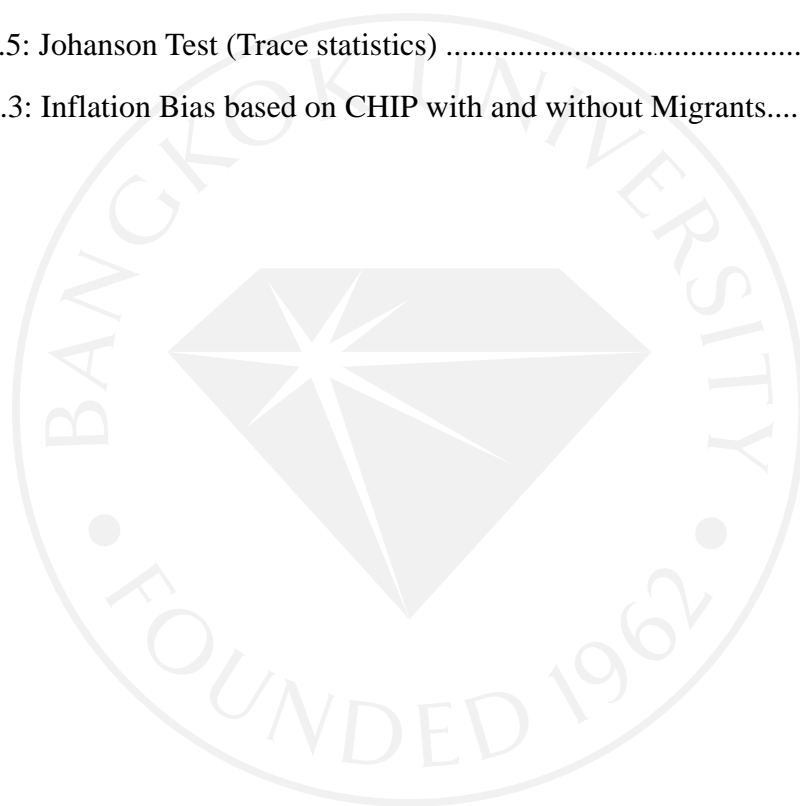 .5: Johanson Test (Trace statistics) ........................................................
.3: Inflation Bias based on CHIP with and without Migrants....
BANGKOK UNIVERSITY
• FOUNDED 1962 •